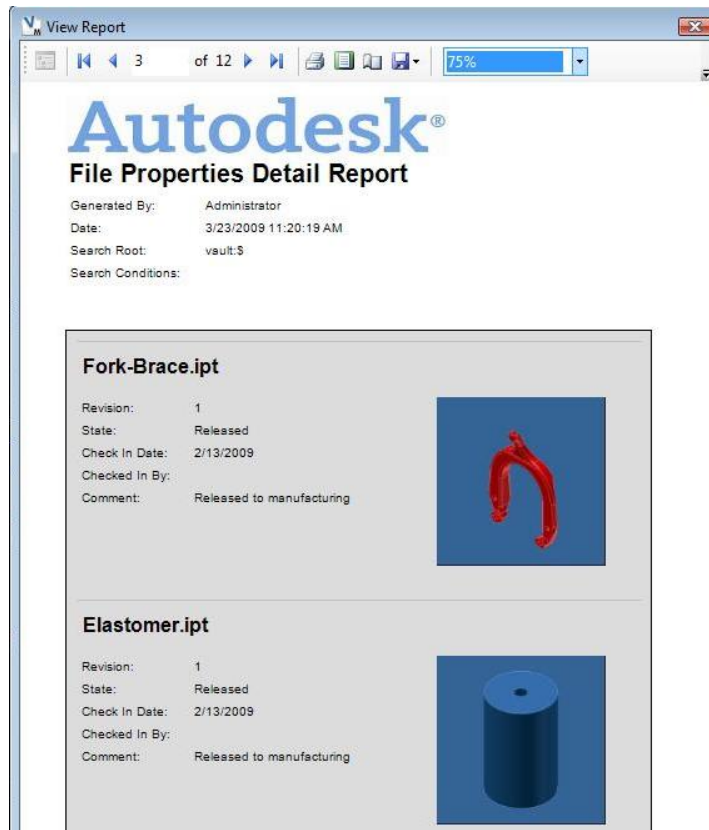 VM View Report
3 of 12 75%
Autodesk®
File Properties Detail Report
Generated By: Administrator
Date: 3/23/2009 11:20:19 AM
Search Root: vault:$
Search Conditions:
Fork-Brace.ipt
Revision: 1
State: Released
Check In Date: 2/13/2009
Checked In By:
Comment: Released to manufacturing
Elastomer.ipt
Revision: 1
State: Released
Check In Date: 2/13/2009
Checked In By:
Comment: Released to manufacturing